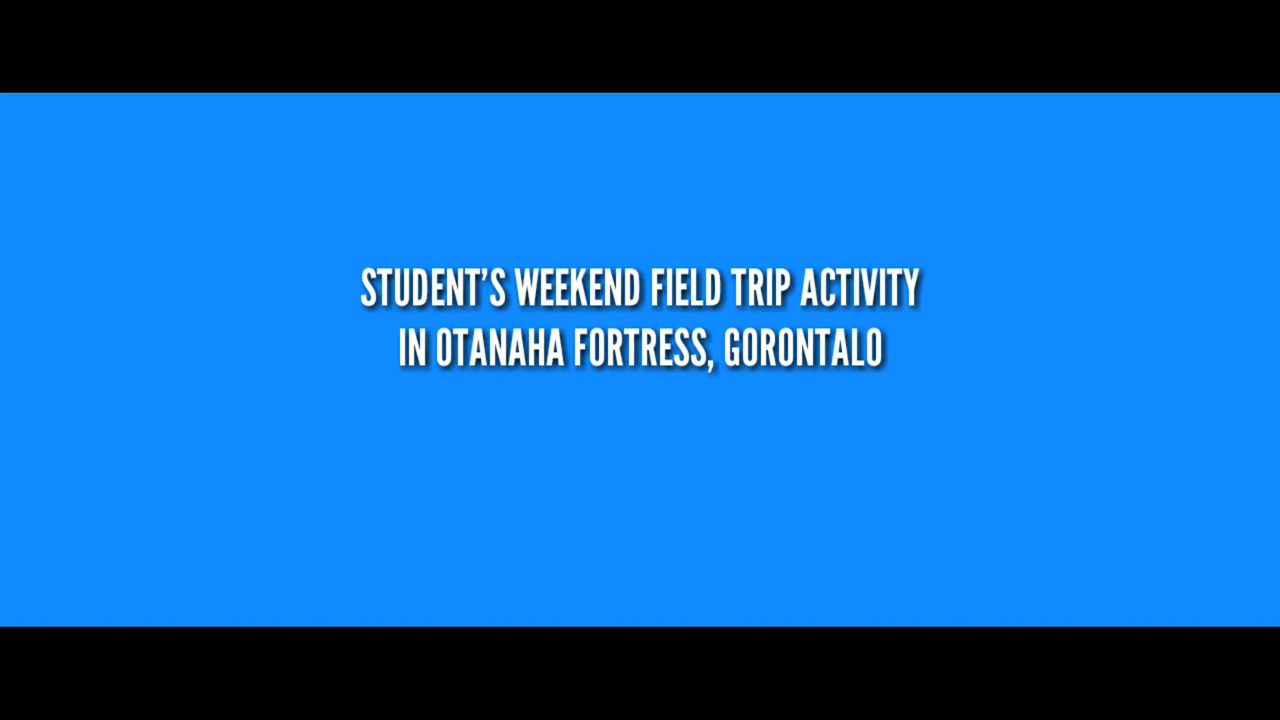 STUDENT’S WEEKEND FIELD TRIP ACTIVITY
IN OTANAHA FORTRESS, GORONTALO